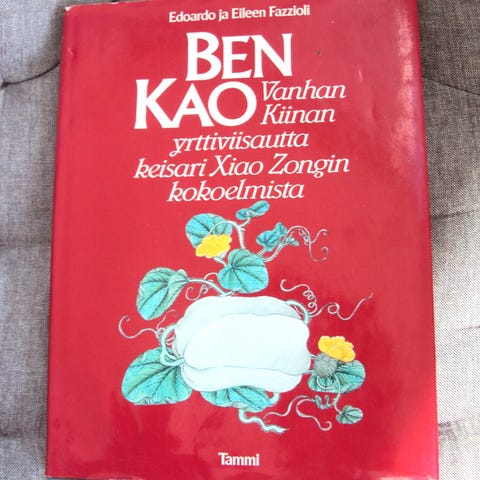 Edoardo ja Eileen Fazzioli
BEN
KAO
Vanhan
Kiinan
yrttiviisautta
keisari Xiao Zongin
kokoelmista
Tammi